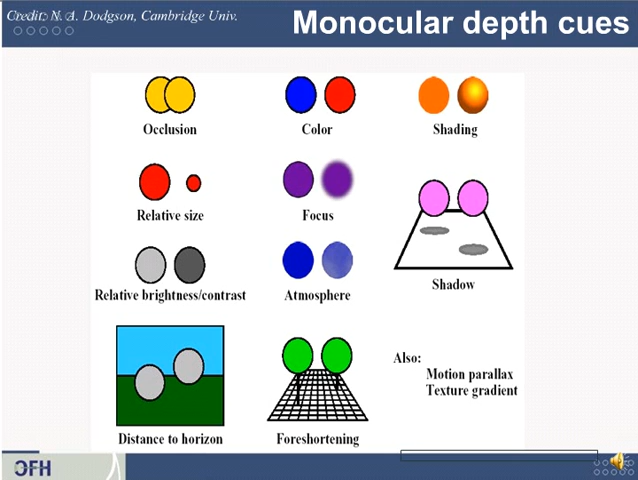 Credit: N. A. Dodgson, Cambridge Univ.
Monocular depth cues
Occlusion
Color
Shading
Relative size
Focus
Shadow
Relative brightness/contrast
Atmosphere
Also:
Motion parallax
Texture gradient
Distance to horizon
Foreshortening
OFH